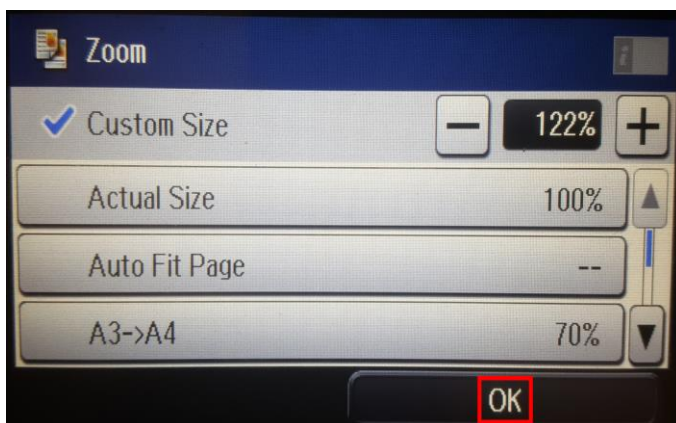 Zoom
Custom Size − 122% +
Actual Size 100%
Auto Fit Page --
A3->A4 70%
OK